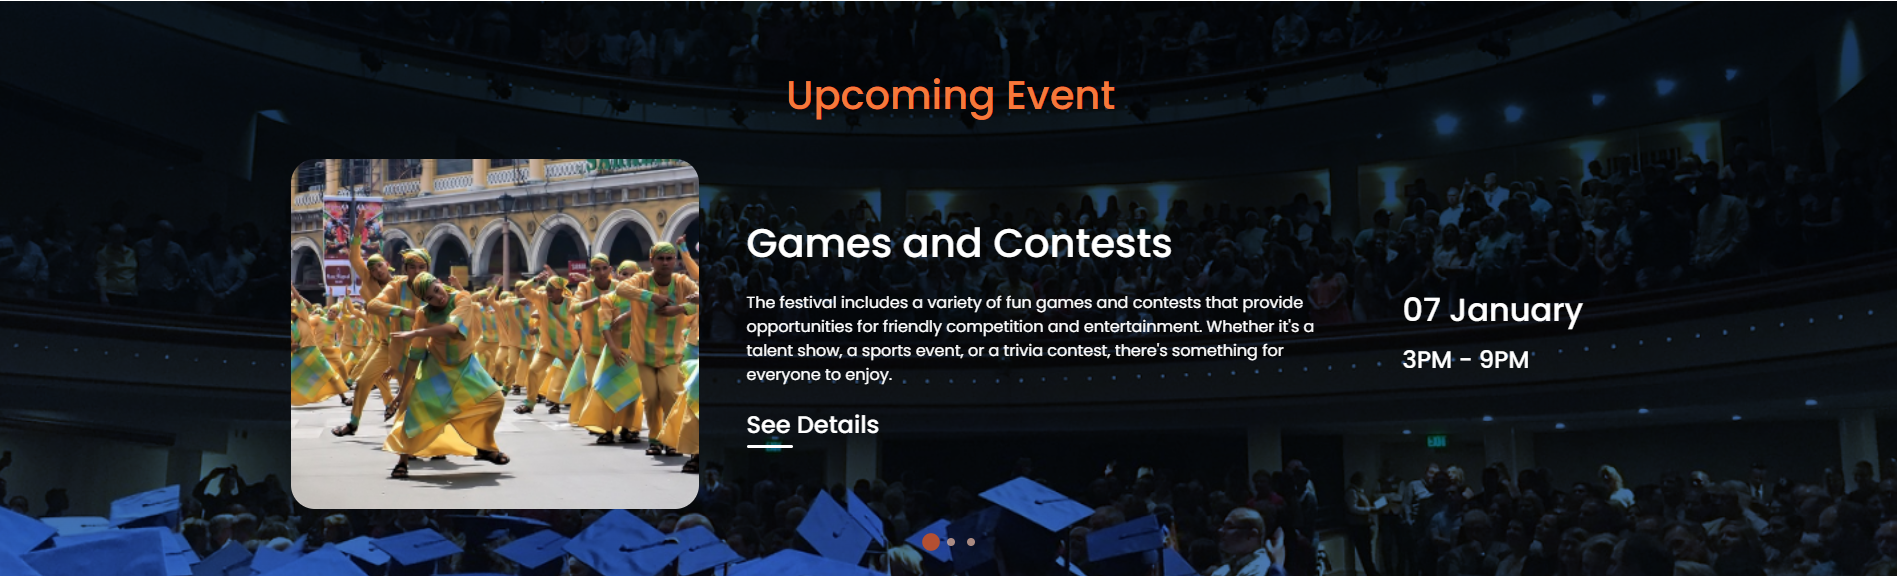 Upcoming Event
Games and Contests
The festival includes a variety of fun games and contests that provide
opportunities for friendly competition and entertainment. Whether it's a
talent show, a sports event, or a trivia contest, there's something for
everyone to enjoy.
See Details
07 January
3PM - 9PM